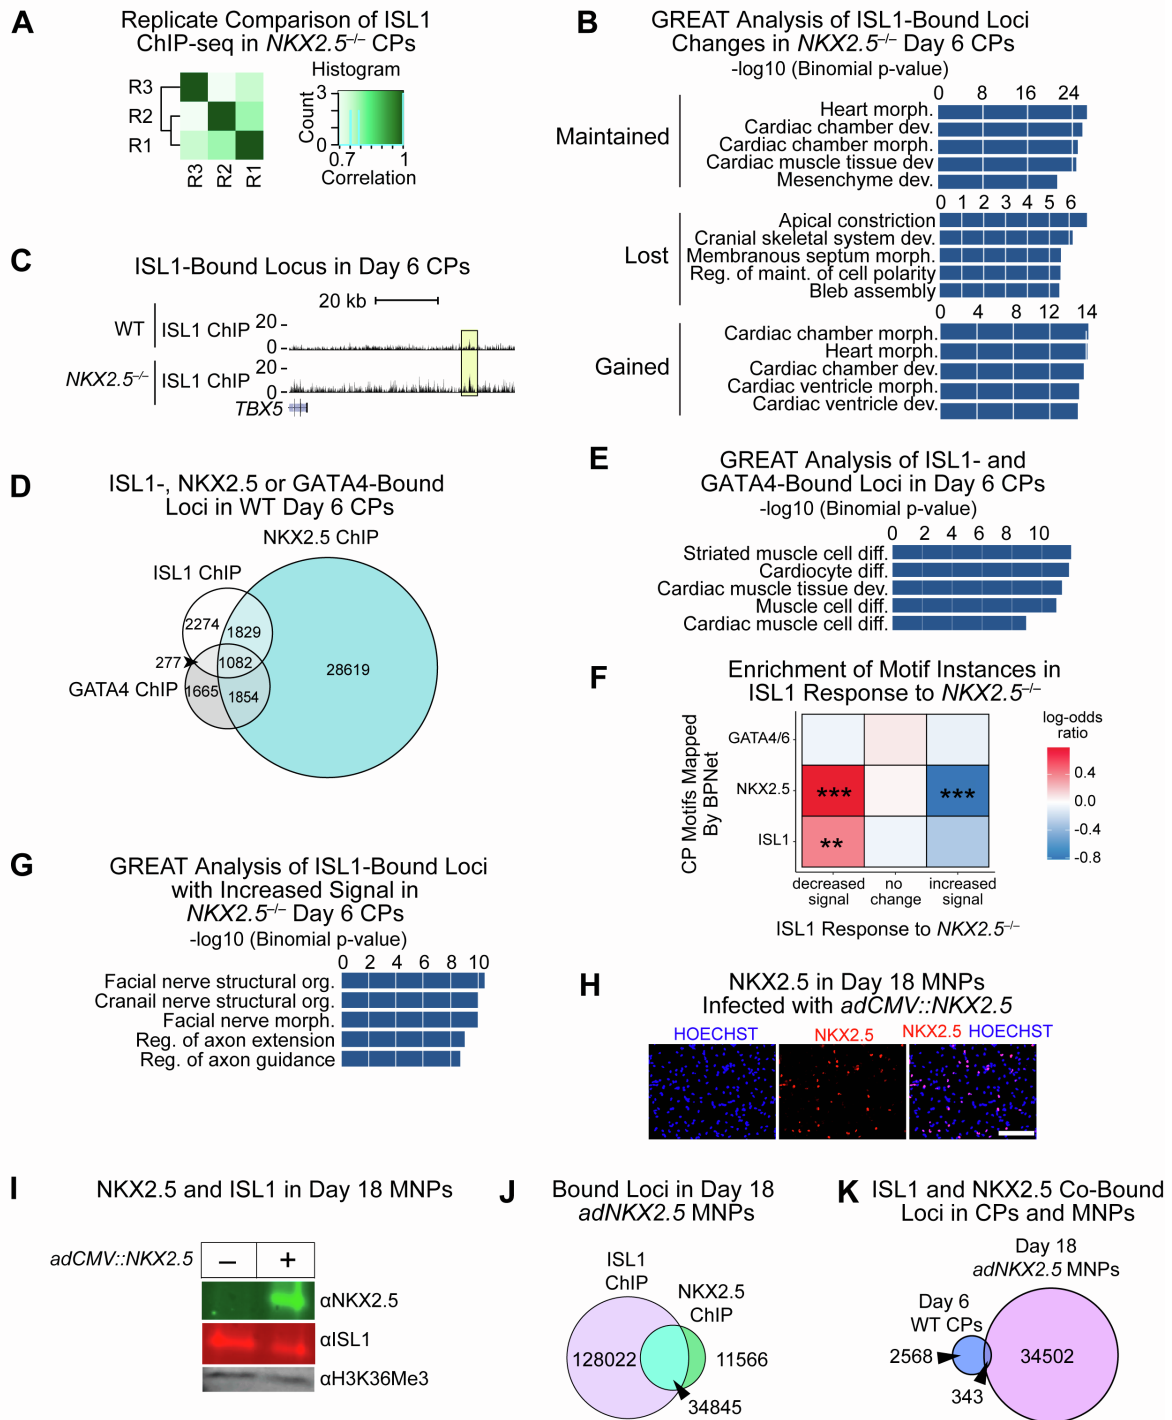 A
Replicate Comparison of ISL1
ChIP-seq in NKX2.5–/– CPs
Histogram
R3
R2
R1
R3
R2
R1
Count
3
0
0.7
1
Correlation
B
GREAT Analysis of ISL1-Bound Loci
Changes in NKX2.5–/– Day 6 CPs
-log10 (Binomial p-value)
0 8 16 24
Maintained
Heart morph.
Cardiac chamber dev.
Cardiac chamber morph.
Cardiac muscle tissue dev
Mesenchyme dev.
0 1 2 3 4 5 6
Lost
Apical constriction
Cranial skeletal system dev.
Membranous septum morph.
Reg. of maint. of cell polarity
Bleb assembly
0 4 8 12 14
Gained
Cardiac chamber morph.
Heart morph.
Cardiac chamber dev.
Cardiac ventricle morph.
Cardiac ventricle dev.
C
ISL1-Bound Locus in Day 6 CPs
20 kb
WT
ISL1 ChIP
20
0
NKX2.5–/–
ISL1 ChIP
20
0
TBX5
D
ISL1-, NKX2.5 or GATA4-Bound
Loci in WT Day 6 CPs
NKX2.5 ChIP
ISL1 ChIP
2274
1829
277
1082
28619
GATA4 ChIP
1665
1854
E
GREAT Analysis of ISL1- and
GATA4-Bound Loci in Day 6 CPs
-log10 (Binomial p-value)
0 2 4 6 8 10
Striated muscle cell diff.
Cardiocyte diff.
Cardiac muscle tissue dev.
Muscle cell diff.
Cardiac muscle cell diff.
F
Enrichment of Motif Instances in
ISL1 Response to NKX2.5–/–
CP Motifs Mapped
By BPNet
GATA4/6
NKX2.5
ISL1
***
***
**
decreased
signal
no
change
increased
signal
ISL1 Response to NKX2.5–/–
log-odds
ratio
0.4
0.0
-0.4
-0.8
G
GREAT Analysis of ISL1-Bound Loci
with Increased Signal in
NKX2.5–/– Day 6 CPs
-log10 (Binomial p-value)
0 2 4 6 8 10
Facial nerve structural org.
Cranail nerve structural org.
Facial nerve morph.
Reg. of axon extension
Reg. of axon guidance
H
NKX2.5 in Day 18 MNPs
Infected with adCMV::NKX2.5
HOECHST
NKX2.5
NKX2.5 HOECHST
I
NKX2.5 and ISL1 in Day 18 MNPs
adCMV::NKX2.5
– +
αNKX2.5
αISL1
αH3K36Me3
J
Bound Loci in Day 18
adNKX2.5 MNPs
ISL1
ChIP
NKX2.5
ChIP
128022
11566
34845
K
ISL1 and NKX2.5 Co-Bound
Loci in CPs and MNPs
Day 18
adNKX2.5 MNPs
Day 6
WT CPs
2568
34502
343